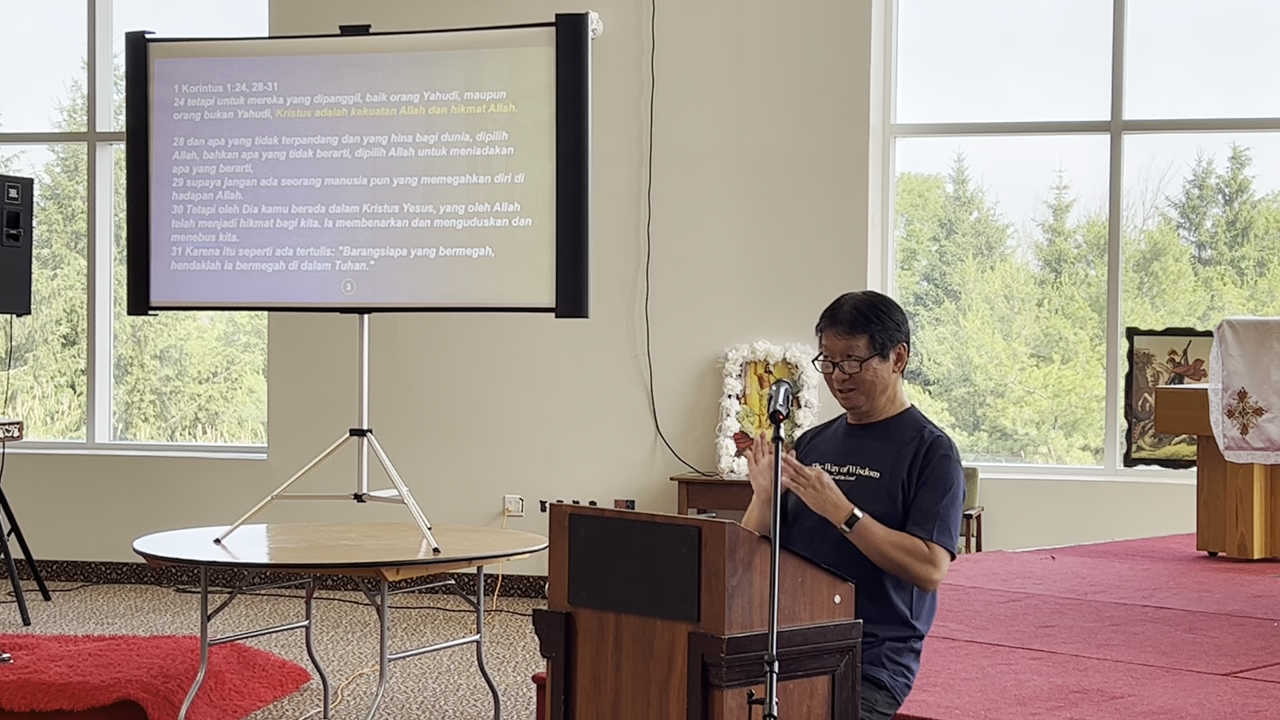 1 Korintus 1:24, 28-31
24 tetapi untuk mereka yang dipanggil, baik orang Yahudi, maupun
orang bukan Yahudi, Kristus adalah kekuatan Allah dan hikmat Allah.
28 dan apa yang tidak terpandang dan yang hina bagi dunia, dipilih
Allah, bahkan apa yang tidak berarti, dipilih Allah untuk meniadakan
apa yang berarti,
29 supaya jangan ada seorang manusia pun yang memegahkan diri di
hadapan Allah.
30 Tetapi oleh Dia kamu berada dalam Kristus Yesus, yang oleh Allah
telah menjadi hikmat bagi kita. Ia membenarkan dan menguduskan dan
menebus kita.
31 Karena itu seperti ada tertulis: "Barangsiapa yang bermegah,
hendaklah ia bermegah di dalam Tuhan."
3
JBL
The Way of Wisdom